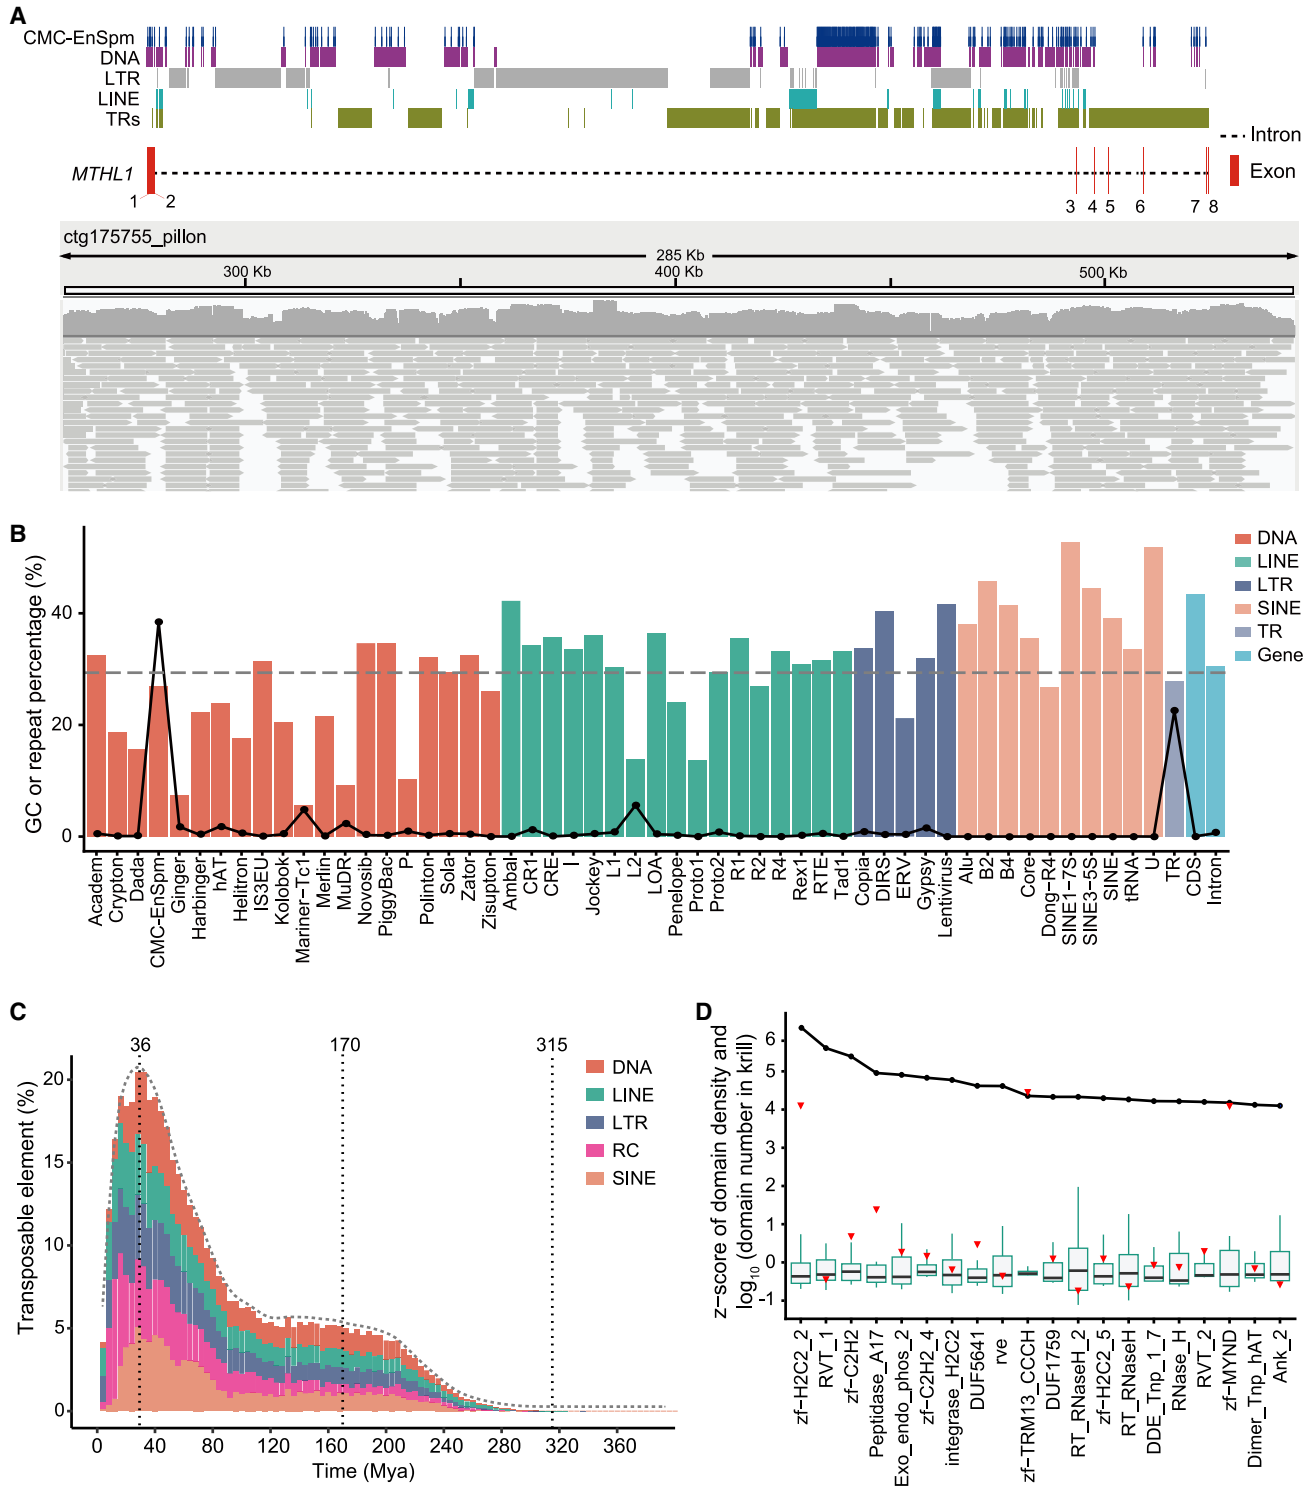 A
CMC-EnSpm
DNA
LTR
LINE
TRs
Intron
MTHL1
Exon
1 2 3 4 5 6 7 8
ctg175755_pillon
285 Kb
300 Kb 400 Kb 500 Kb
B
GC or repeat percentage (%)
40
20
0
DNA
LINE
LTR
SINE
TR
Gene
Academ
Crypton
Dada
CMC-EnSpm
Ginger
Harbinger
hAT
Helitron
IS3EU
Kolobok
Mariner-Tc1
Merlin
MuDR
Novosib
PiggyBac
P
Polinton
Sola
Zator
Zisupton
Ambal
CR1
CRE
I
Jockey
L1
L2
LOA
Penelope
Proto1
Proto2
R1
R2
R4
Rex1
RTE
Tad1
Copia
DIRS
ERV
Gypsy
Lentivirus
Alu
B2
B4
Core
Dong-R4
SINE1-7S
SINE3-5S
SINE
tRNA
U
TR
CDS
Intron
C
36 170 315
Transposable element (%)
20
15
10
5
0
DNA
LINE
LTR
RC
SINE
0 40 80 120 160 200 240 280 320 360
Time (Mya)
D
z-score of domain density and
log10 (domain number in krill)
6
5
4
3
2
1
0
-1
zf-H2C2_2
RVT_1
zf-C2H2
Peptidase_A17
Exo_endo_phos_2
zf-C2H2_4
integrase_H2C2
DUF5641
rve
zf-TRM13_CCCH
DUF1759
RT_RNaseH_2
zf-H2C2_5
RT_RNaseH
DDE_Tnp_1_7
RNase_H
RVT_2
zf-MYND
Dimer_Tnp_hAT
Ank_2